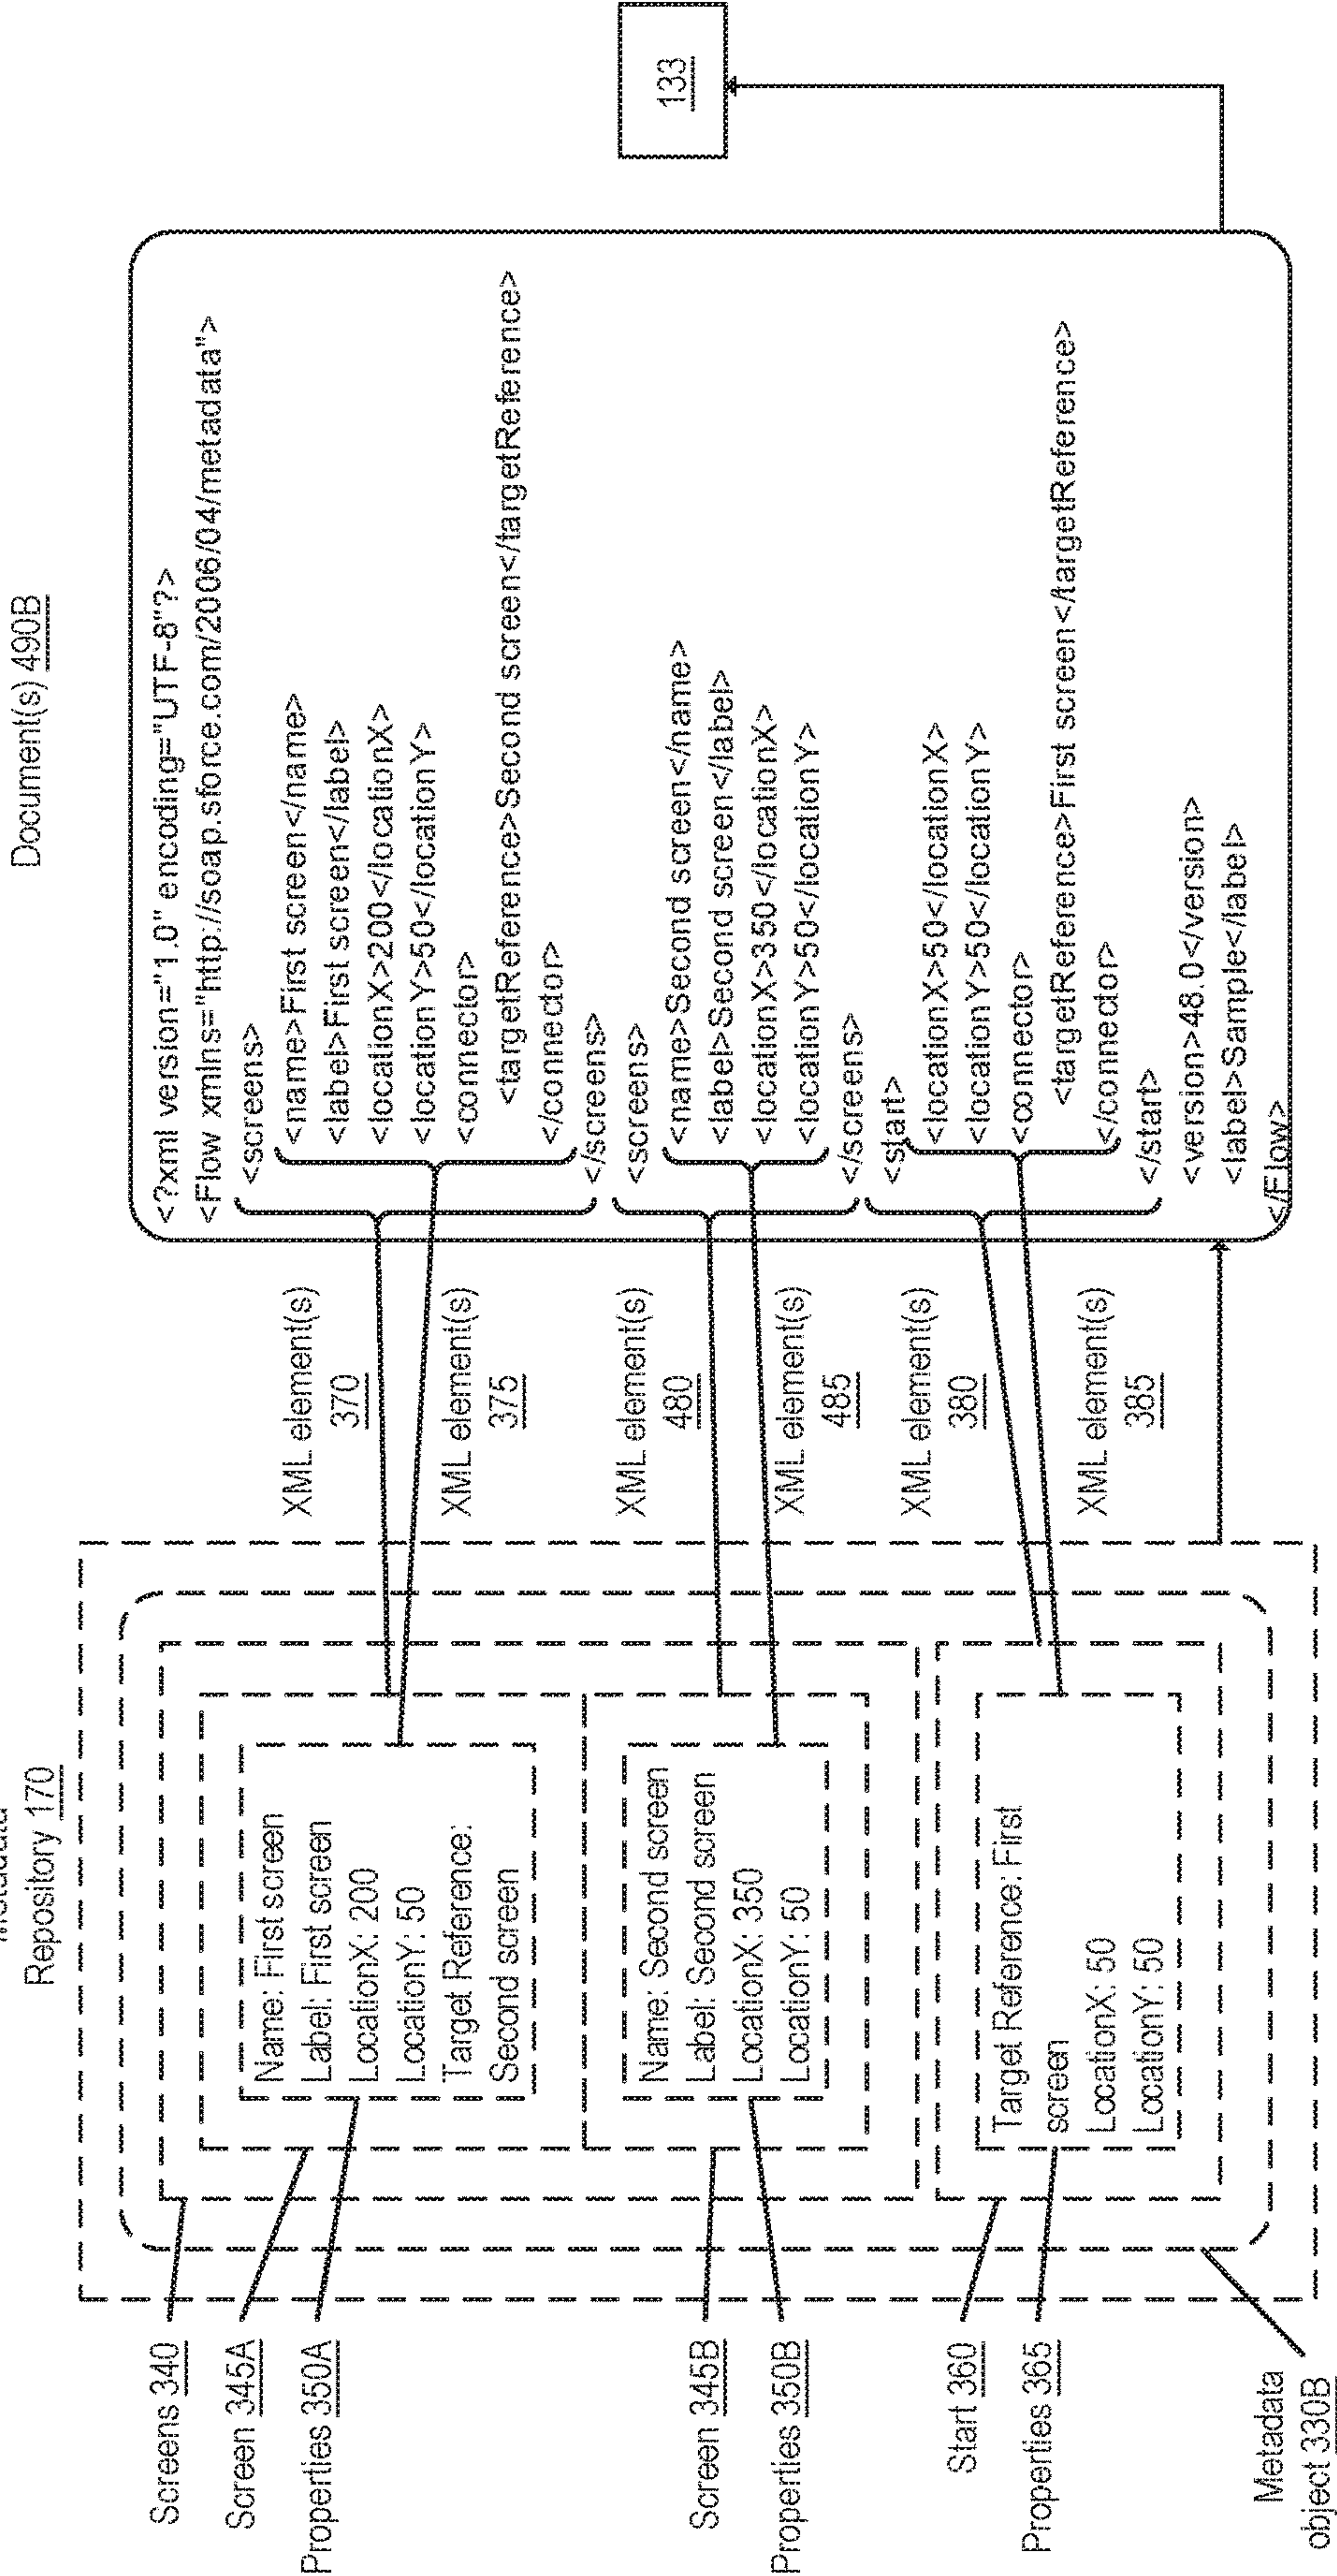 Metadata
Repository 170
Document(s) 490B
Screens 340
Screen 345A
Properties 350A
Screen 345B
Properties 350B
Start 360
Properties 365
Metadata
object 330B
Name: First screen
Label: First screen
LocationX: 200
LocationY: 50
Target Reference:
Second screen
Name: Second screen
Label: Second screen
LocationX: 350
LocationY: 50
Target Reference: First
screen
LocationX: 50
LocationY: 50
XML element(s)
370
XML element(s)
375
XML element(s)
480
XML element(s)
485
XML element(s)
380
XML element(s)
385
<?xml version="1.0" encoding="UTF-8"?>
<Flow xmlns="http://soap.sforce.com/2006/04/metadata">
<screens>
<name>First screen</name>
<label>First screen</label>
<locationX>200</locationX>
<locationY>50</locationY>
<connector>
<targetReference>Second screen</targetReference>
</connector>
</screens>
<screens>
<name>Second screen</name>
<label>Second screen</label>
<locationX>350</locationX>
<locationY>50</locationY>
</screens>
<start>
<locationX>50</locationX>
<locationY>50</locationY>
<connector>
<targetReference>First screen</targetReference>
</connector>
</start>
<version>48.0</version>
<label>Sample</label>
</Flow>
133